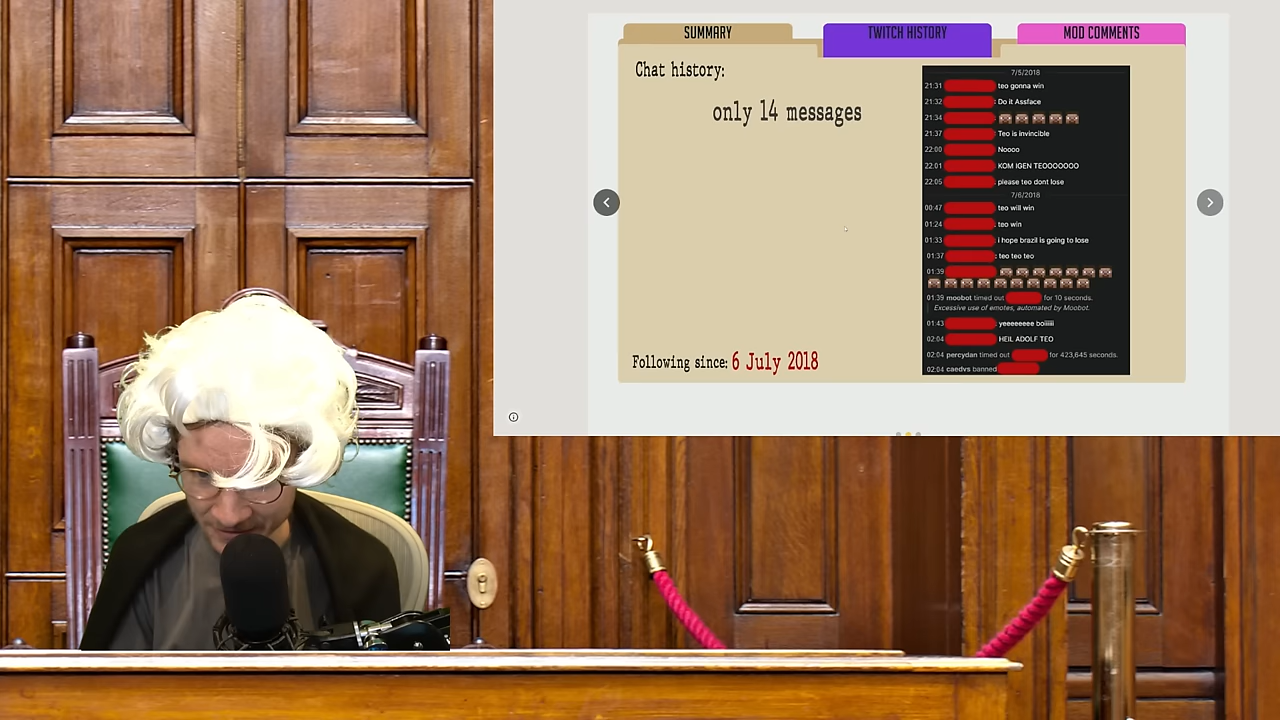 SUMMARY
TWITCH HISTORY
MOD COMMENTS
Chat history:
only 14 messages
Following since: 6 July 2018
7/5/2018
21:31 teo gonna win
21:32 : Do it Assface
21:34 :
21:37 Teo is invincible
22:00 Noooo
22:01 KOM IGEN TEOOOOOOO
22:05 please teo dont lose
7/6/2018
00:47 teo will win
01:24 teo win
01:33 i hope brazil is going to lose
01:37 : teo teo teo
01:39
01:39 moobot timed out for 10 seconds.
Excessive use of emotes, automated by Moobot.
01:43 yeeeeeeee boiiiii
02:04 HEIL ADOLF TEO
02:04 percydan timed out for 423,645 seconds.
02:04 caedvs banned